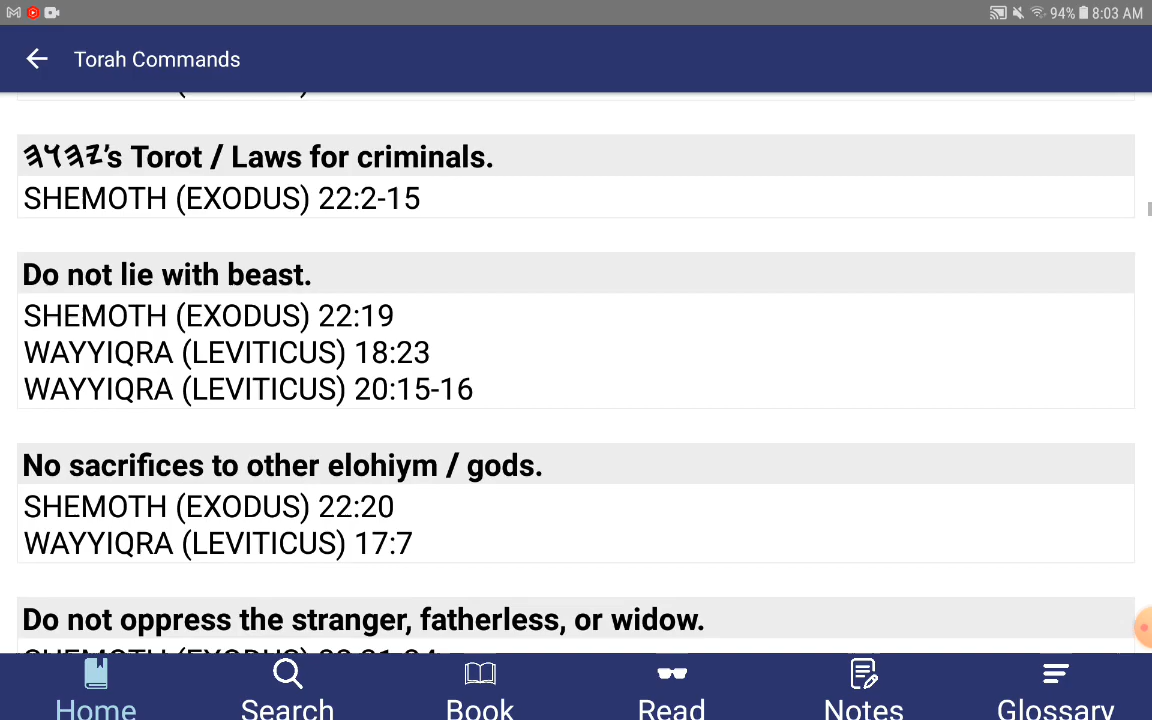 94% 8:03 AM
Torah Commands
𐤉𐤄𐤅𐤄's Torot / Laws for criminals.
SHEMOTH (EXODUS) 22:2-15
Do not lie with beast.
SHEMOTH (EXODUS) 22:19
WAYYIQRA (LEVITICUS) 18:23
WAYYIQRA (LEVITICUS) 20:15-16
No sacrifices to other elohiym / gods.
SHEMOTH (EXODUS) 22:20
WAYYIQRA (LEVITICUS) 17:7
Do not oppress the stranger, fatherless, or widow.
Home Search Book Read Notes Glossary